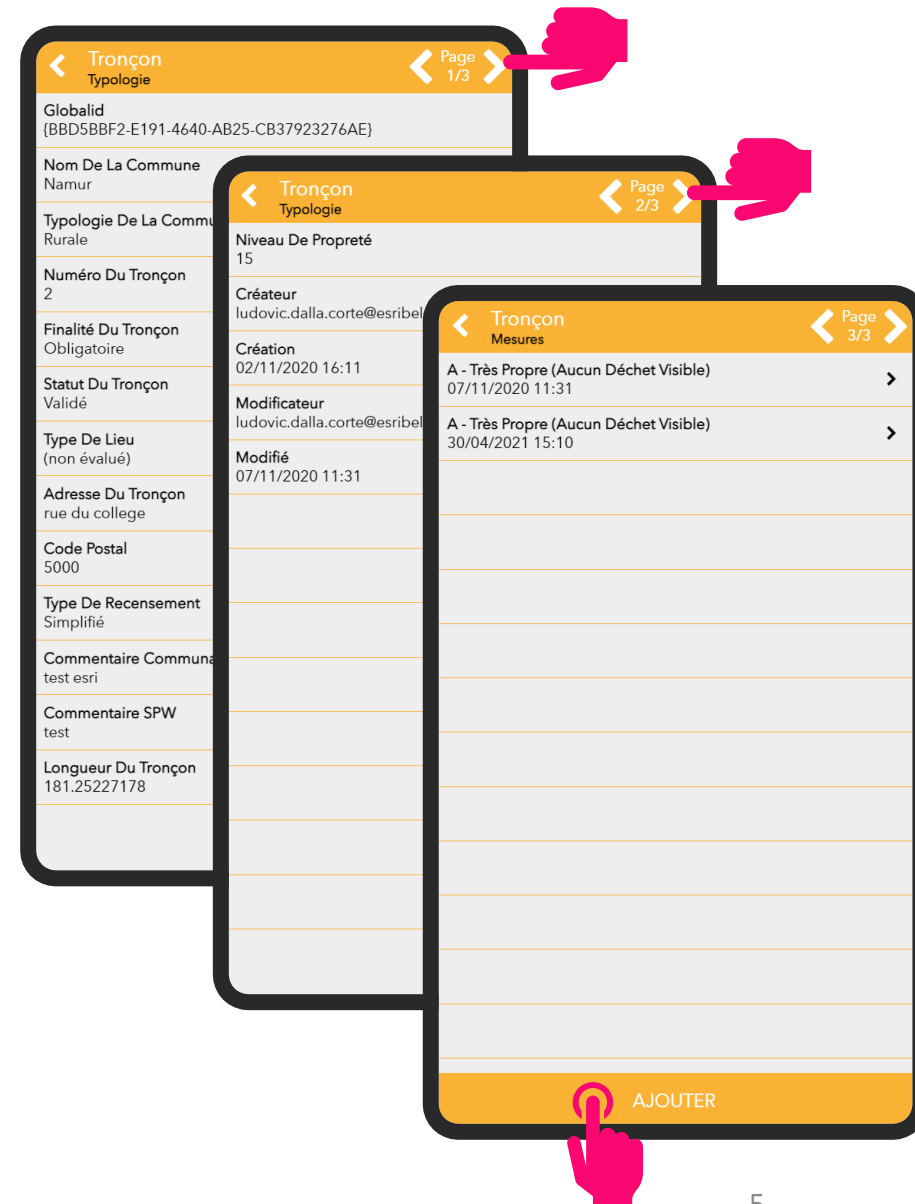 Tronçon
Typologie
Page
1/3
Globalid
{BBD5BBF2-E191-4640-AB25-CB37923276AE}
Nom De La Commune
Namur
Typologie De La Commu
Rurale
Numéro Du Tronçon
2
Finalité Du Tronçon
Obligatoire
Statut Du Tronçon
Validé
Type De Lieu
(non évalué)
Adresse Du Tronçon
rue du college
Code Postal
5000
Type De Recensement
Simplifié
Commentaire Communa
test esri
Commentaire SPW
test
Longueur Du Tronçon
181.25227178
Tronçon
Typologie
Page
2/3
Niveau De Propreté
15
Créateur
ludovic.dalla.corte@esribel
Création
02/11/2020 16:11
Modificateur
ludovic.dalla.corte@esribel
Modifié
07/11/2020 11:31
Tronçon
Mesures
Page
3/3
A - Très Propre (Aucun Déchet Visible)
07/11/2020 11:31
A - Très Propre (Aucun Déchet Visible)
30/04/2021 15:10
AJOUTER
5